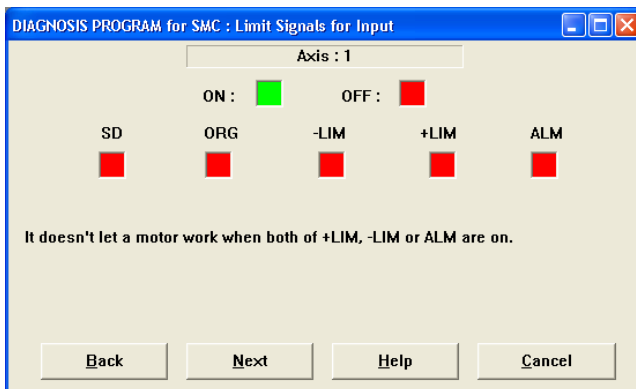 DIAGNOSIS PROGRAM for SMC : Limit Signals for Input
Axis : 1
ON : OFF :
SD ORG -LIM +LIM ALM
It doesn't let a motor work when both of +LIM, -LIM or ALM are on.
Back Next Help Cancel